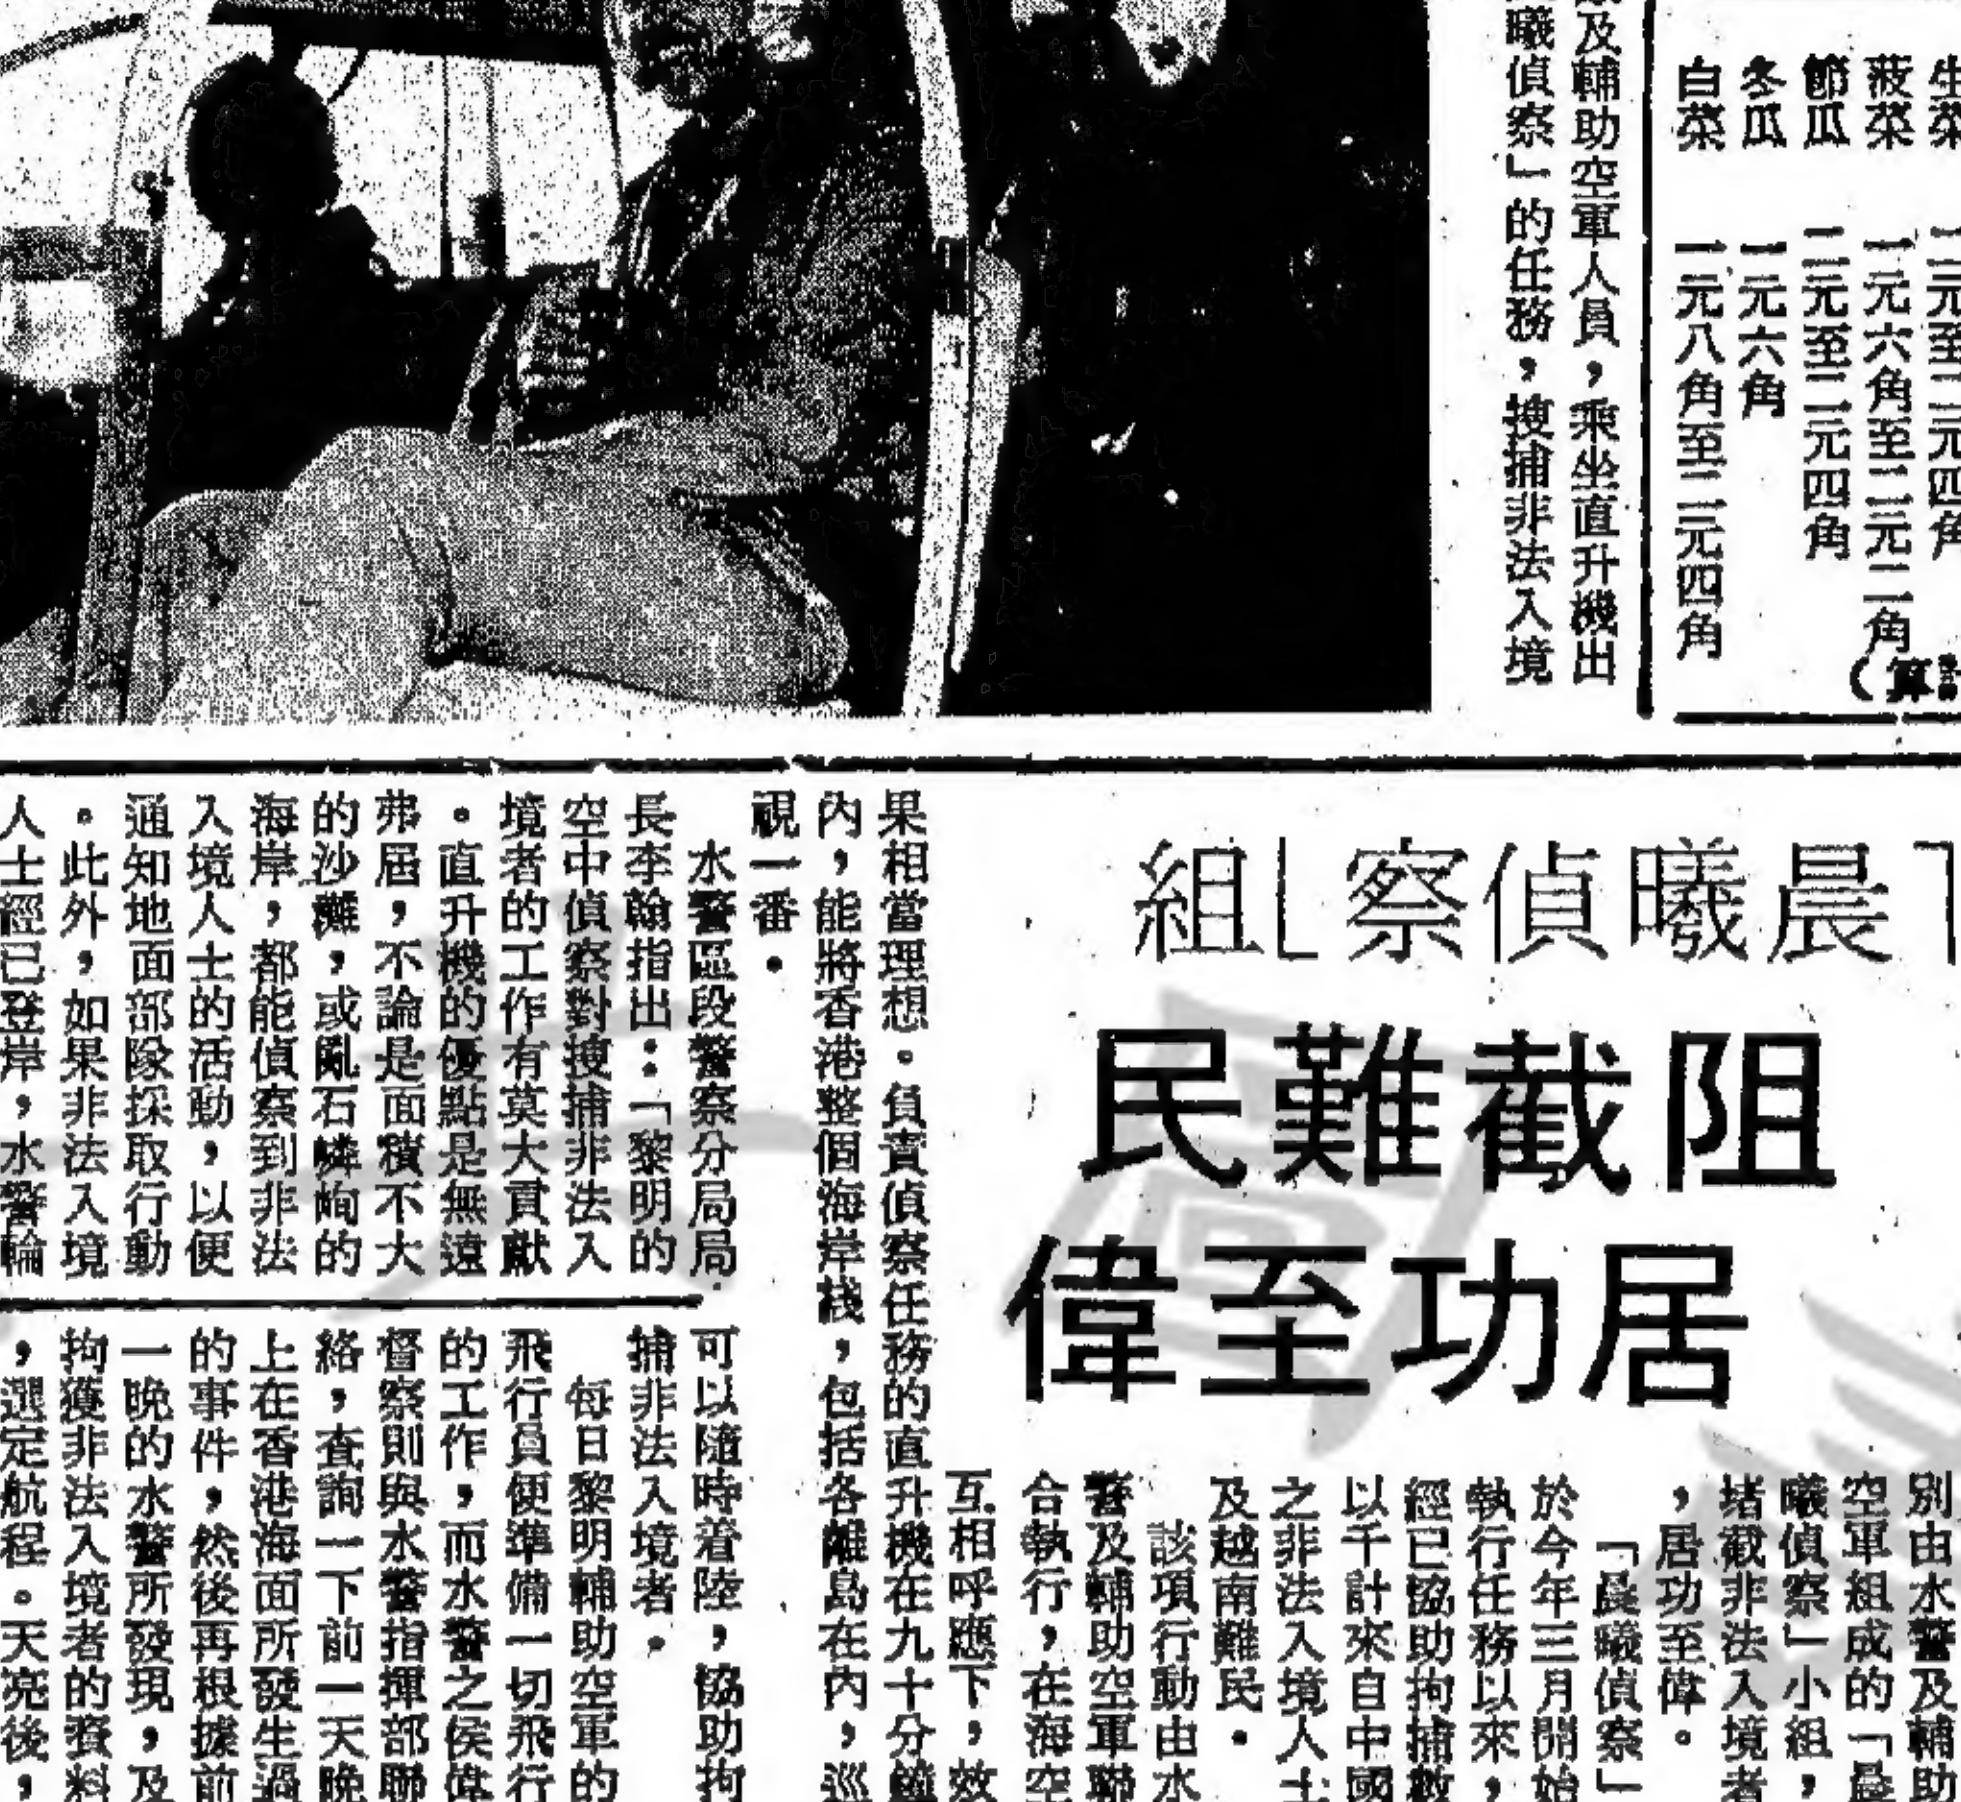 生菜 二元至二元四角
菠菜 一元六角至二元二角
節瓜 二元至二元四角
冬瓜 一元六角
白菜 一元八角至二元四角
計算)
及輔助空軍人員,乘坐直升機出
曦偵察」的任務,搜捕非法入境
「晨曦偵察」組
阻截難民
居功至偉
別由水警及輔助
空軍組成的「晨
曦偵察」小組,
堵截非法入境者
,居功至偉。
「晨曦偵察」
於今年三月開始
執行任務以來,
經已協助拘捕數
以千計來自中國
之非法入境人士
及越南難民。
該項行動由水
警及輔助空軍聯
合執行,在海空
互相呼應下,效
果相當理想。負責偵察任務的直升機在九十分鐘
內,能將香港整個海岸綫,包括各離島在內,巡
視一番。
水警區段警察分局局
長李翰指出:「黎明的
空中偵察對搜捕非法入
境者的工作有莫大貢獻
。直升機的優點是無遠
弗屆,不論是面積不大
的沙灘,或亂石嶙峋的
海岸,都能偵察到非法
入境人士的活動,以便
通知地面部隊採取行動
。此外,如果非法入境
人士經已登岸,水警輪
可以隨時着陸,協助拘
捕非法入境者。
每日黎明輔助空軍的
飛行員便準備一切飛行
的工作,而水警之侯偉
督察則與水警指揮部聯
絡,查詢一下前一天晚
上在香港海面所發生過
的事件,然後再根據前
一晚的水警所發現,及
拘獲非法入境者的資料
,選定航程。天亮後,